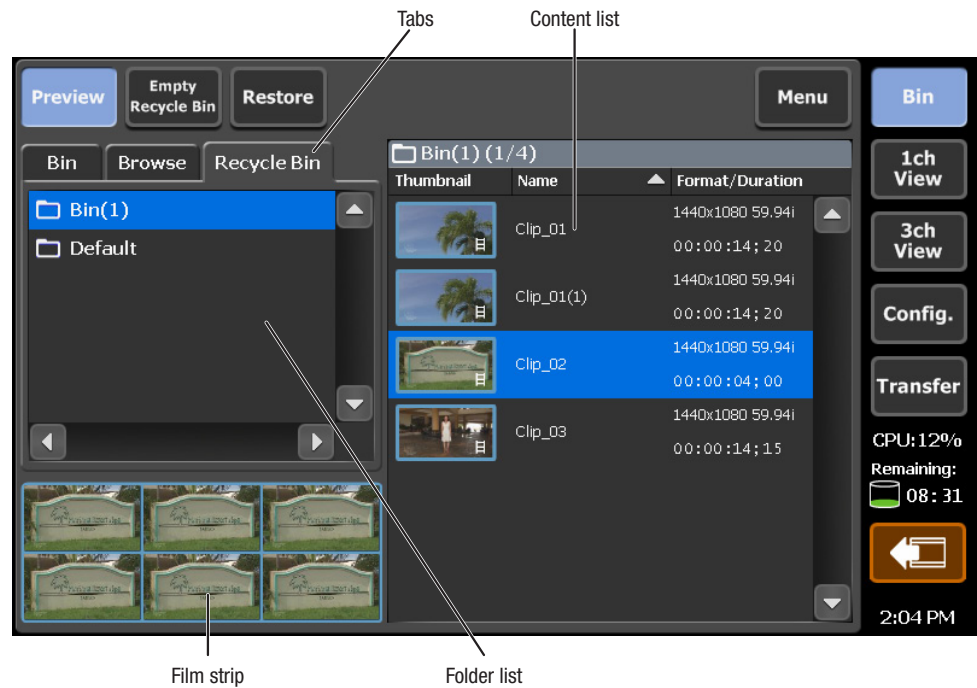 Tabs
Content list
Preview
Empty
Recycle Bin
Restore
Menu
Bin
Bin
Browse
Recycle Bin
Bin(1) (1/4)
1ch
View
Thumbnail
Name
Format/Duration
Bin(1)
Default
Clip_01
1440x1080 59.94i
00:00:14;20
3ch
View
Clip_01(1)
1440x1080 59.94i
00:00:14;20
Config.
Clip_02
1440x1080 59.94i
00:00:04;00
Transfer
Clip_03
1440x1080 59.94i
00:00:14;15
CPU:12%
Remaining:
08:31
2:04 PM
Film strip
Folder list